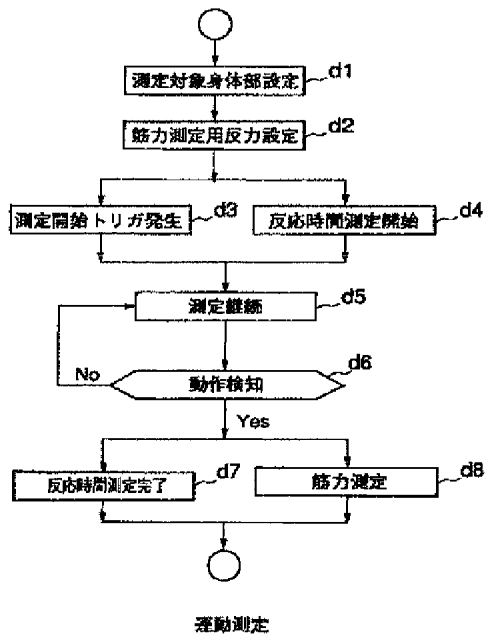 測定対象身体部設定
d1
筋力測定用反力設定
d2
測定開始トリガ発生
d3
反応時間測定開始
d4
測定継続
d5
動作検知
d6
No
Yes
反応時間測定完了
d7
筋力測定
d8
運動測定